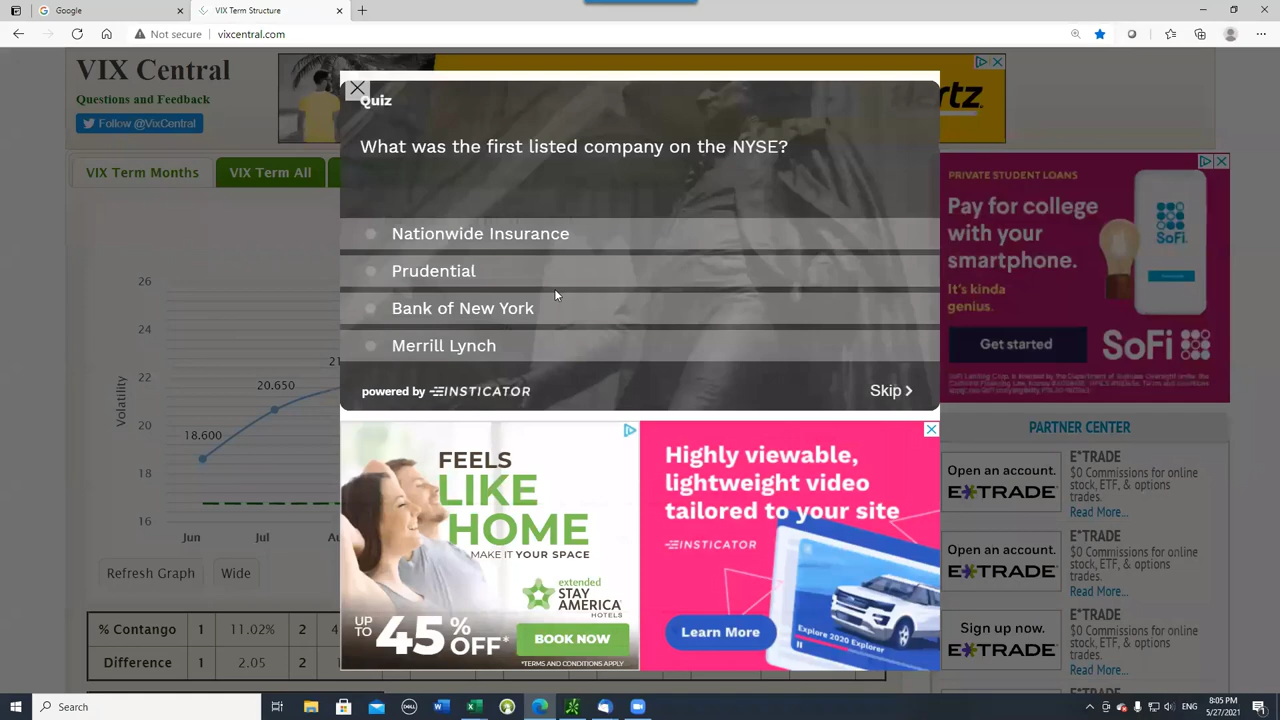 Google
VIX Term Structure
Not secure
vixcentral.com
VIX Central
Questions and Feedback
Follow @VixCentral
VIX Term Months
VIX Term All
Quiz
What was the first listed company on the NYSE?
Nationwide Insurance
Prudential
Bank of New York
Merrill Lynch
powered by INSTICATOR
Skip
26
24
22
20
18
16
Volatility
18.600
20.650
Jun
Jul
Refresh Graph
Wide
% Contango 1 11.02% 2
Difference 1 2.05 2
FEELS
LIKE
HOME
MAKE IT YOUR SPACE
extended
STAY
AMERICA
HOTELS
UP TO 45% OFF*
BOOK NOW
*TERMS AND CONDITIONS APPLY
Highly viewable,
lightweight video
tailored to your site
INSTICATOR
Learn More
Explore 2020 Explorer
PRIVATE STUDENT LOANS
Pay for college
with your
smartphone.
It's kinda
genius.
Get started
SoFi
SoFi
PARTNER CENTER
Open an account.
E*TRADE
E*TRADE
$0 Commissions for online
stock, ETF, & options
trades.
Read More...
Open an account.
E*TRADE
E*TRADE
$0 Commissions for online
stock, ETF, & options
trades.
Read More...
Sign up now.
E*TRADE
E*TRADE
$0 Commissions for online
stock, ETF, & options
trades.
Read More...
Search
DELL
ENG
8:05 PM
5/27/2021